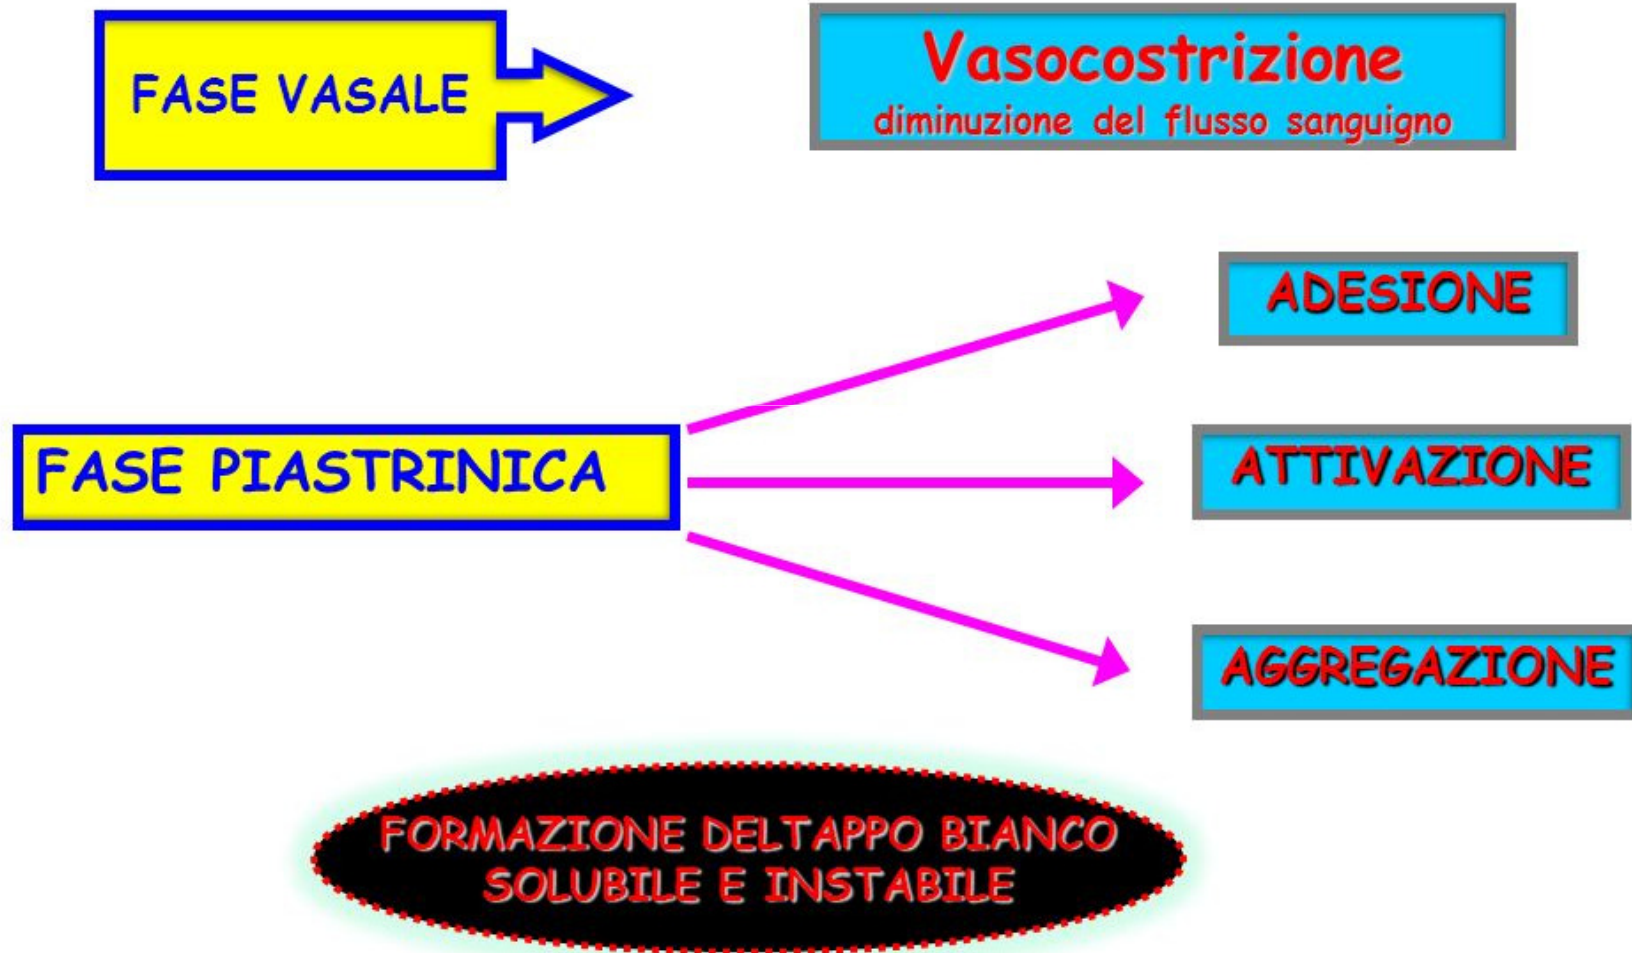 FASE VASALE
Vasocostrizione
diminuzione del flusso sanguigno
ADESIONE
FASE PIASTRINICA
ATTIVAZIONE
AGGREGAZIONE
FORMAZIONE DELTAPPO BIANCO
SOLUBILE E INSTABILE